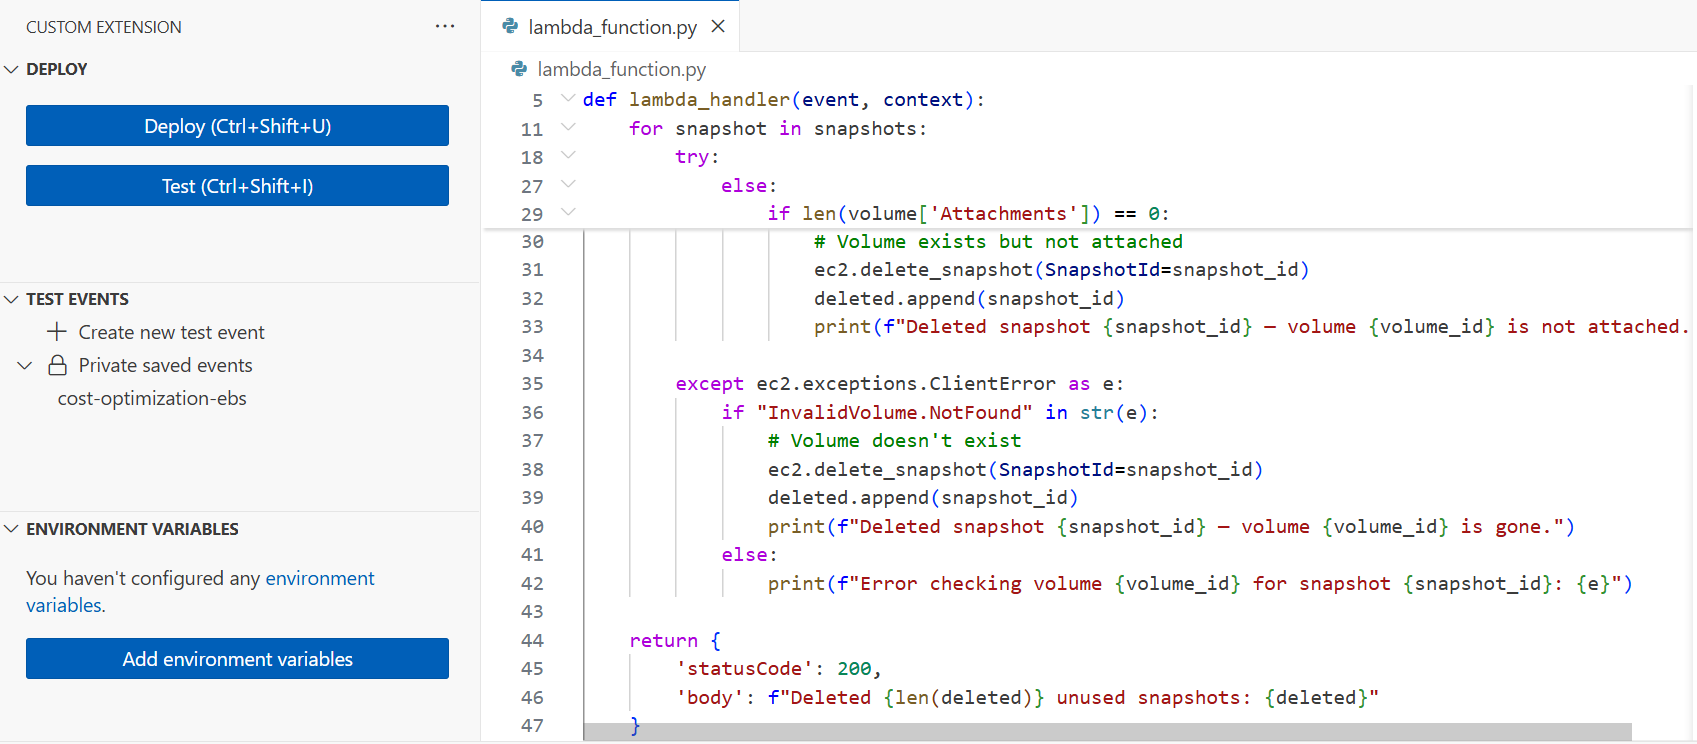 CUSTOM EXTENSION
DEPLOY
Deploy (Ctrl+Shift+U)
Test (Ctrl+Shift+I)
TEST EVENTS
Create new test event
Private saved events
cost-optimization-ebs
ENVIRONMENT VARIABLES
You haven't configured any environment
variables.
Add environment variables
lambda_function.py
lambda_function.py
5 def lambda_handler(event, context):
11 for snapshot in snapshots:
18 try:
27 else:
29 if len(volume['Attachments']) == 0:
30 # Volume exists but not attached
31 ec2.delete_snapshot(SnapshotId=snapshot_id)
32 deleted.append(snapshot_id)
33 print(f"Deleted snapshot {snapshot_id} – volume {volume_id} is not attached.
34
35 except ec2.exceptions.ClientError as e:
36 if "InvalidVolume.NotFound" in str(e):
37 # Volume doesn't exist
38 ec2.delete_snapshot(SnapshotId=snapshot_id)
39 deleted.append(snapshot_id)
40 print(f"Deleted snapshot {snapshot_id} – volume {volume_id} is gone.")
41 else:
42 print(f"Error checking volume {volume_id} for snapshot {snapshot_id}: {e}")
43
44 return {
45 'statusCode': 200,
46 'body': f"Deleted {len(deleted)} unused snapshots: {deleted}"
47 }